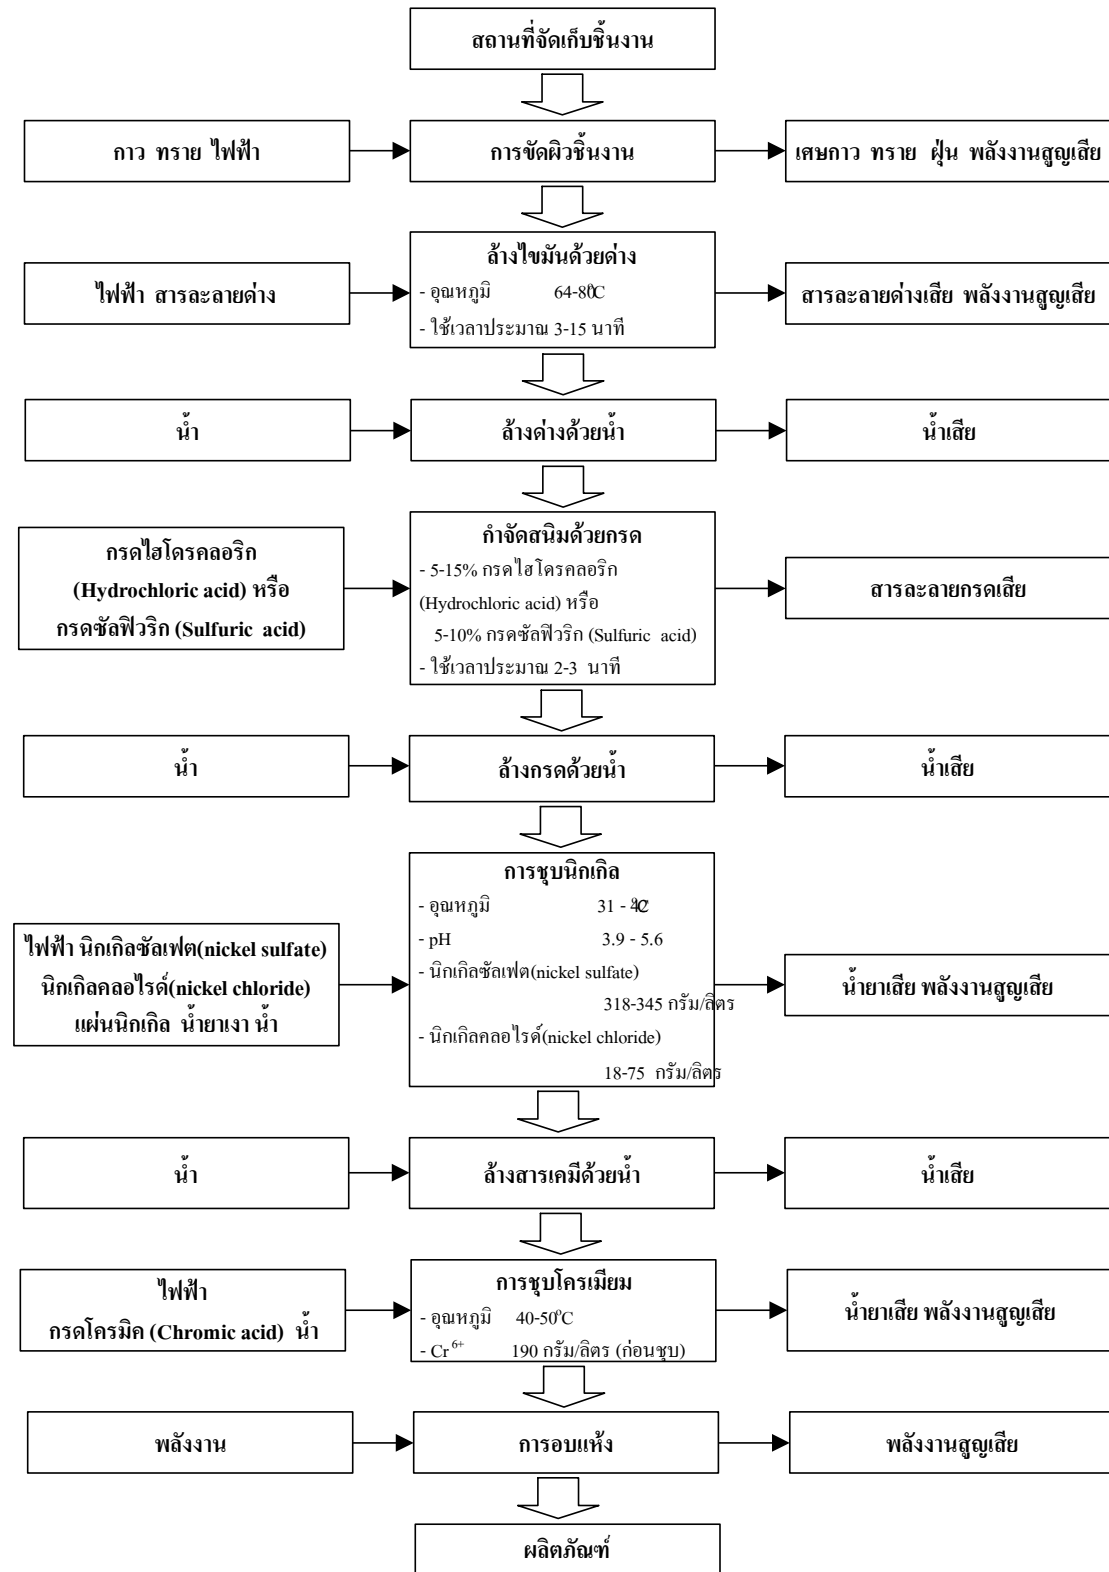 สถานที่จัดเก็บชิ้นงาน
กาว ทราย ไฟฟ้า
การขัดผิวชิ้นงาน
เศษกาว ทราย ฝุ่น พลังงานสูญเสีย
ไฟฟ้า สารละลายด่าง
ล้างไขมันด้วยด่าง
- อุณหภูมิ 64-80ºC
- ใช้เวลาประมาณ 3-15 นาที
สารละลายด่างเสีย พลังงานสูญเสีย
น้ำ
ล้างด่างด้วยน้ำ
น้ำเสีย
กรดไฮโดรคลอริก
(Hydrochloric acid) หรือ
กรดซัลฟิวริก (Sulfuric acid)
กำจัดสนิมด้วยกรด
- 5-15% กรดไฮโดรคลอริก
(Hydrochloric acid) หรือ
5-10% กรดซัลฟิวริก (Sulfuric acid)
- ใช้เวลาประมาณ 2-3 นาที
สารละลายกรดเสีย
น้ำ
ล้างกรดด้วยน้ำ
น้ำเสีย
ไฟฟ้า นิกเกิลซัลเฟต(nickel sulfate)
นิกเกิลคลอไรด์(nickel chloride)
แผ่นนิกเกิล น้ำยาเงา น้ำ
การชุบนิกเกิล
- อุณหภูมิ 31 - 42ºC
- pH 3.9 - 5.6
- นิกเกิลซัลเฟต(nickel sulfate)
318-345 กรัม/ลิตร
- นิกเกิลคลอไรด์(nickel chloride)
18-75 กรัม/ลิตร
น้ำยาเสีย พลังงานสูญเสีย
น้ำ
ล้างสารเคมีด้วยน้ำ
น้ำเสีย
ไฟฟ้า
กรดโครมิค (Chromic acid) น้ำ
การชุบโครเมียม
- อุณหภูมิ 40-50ºC
- Cr⁶⁺ 190 กรัม/ลิตร (ก่อนชุบ)
น้ำยาเสีย พลังงานสูญเสีย
พลังงาน
การอบแห้ง
พลังงานสูญเสีย
ผลิตภัณฑ์